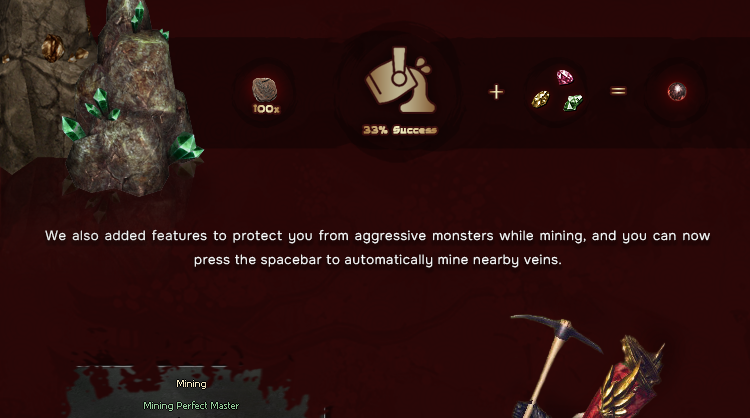 100x
33% Success
+
=
We also added features to protect you from aggressive monsters while mining, and you can now
press the spacebar to automatically mine nearby veins.
Mining
Mining Perfect Master